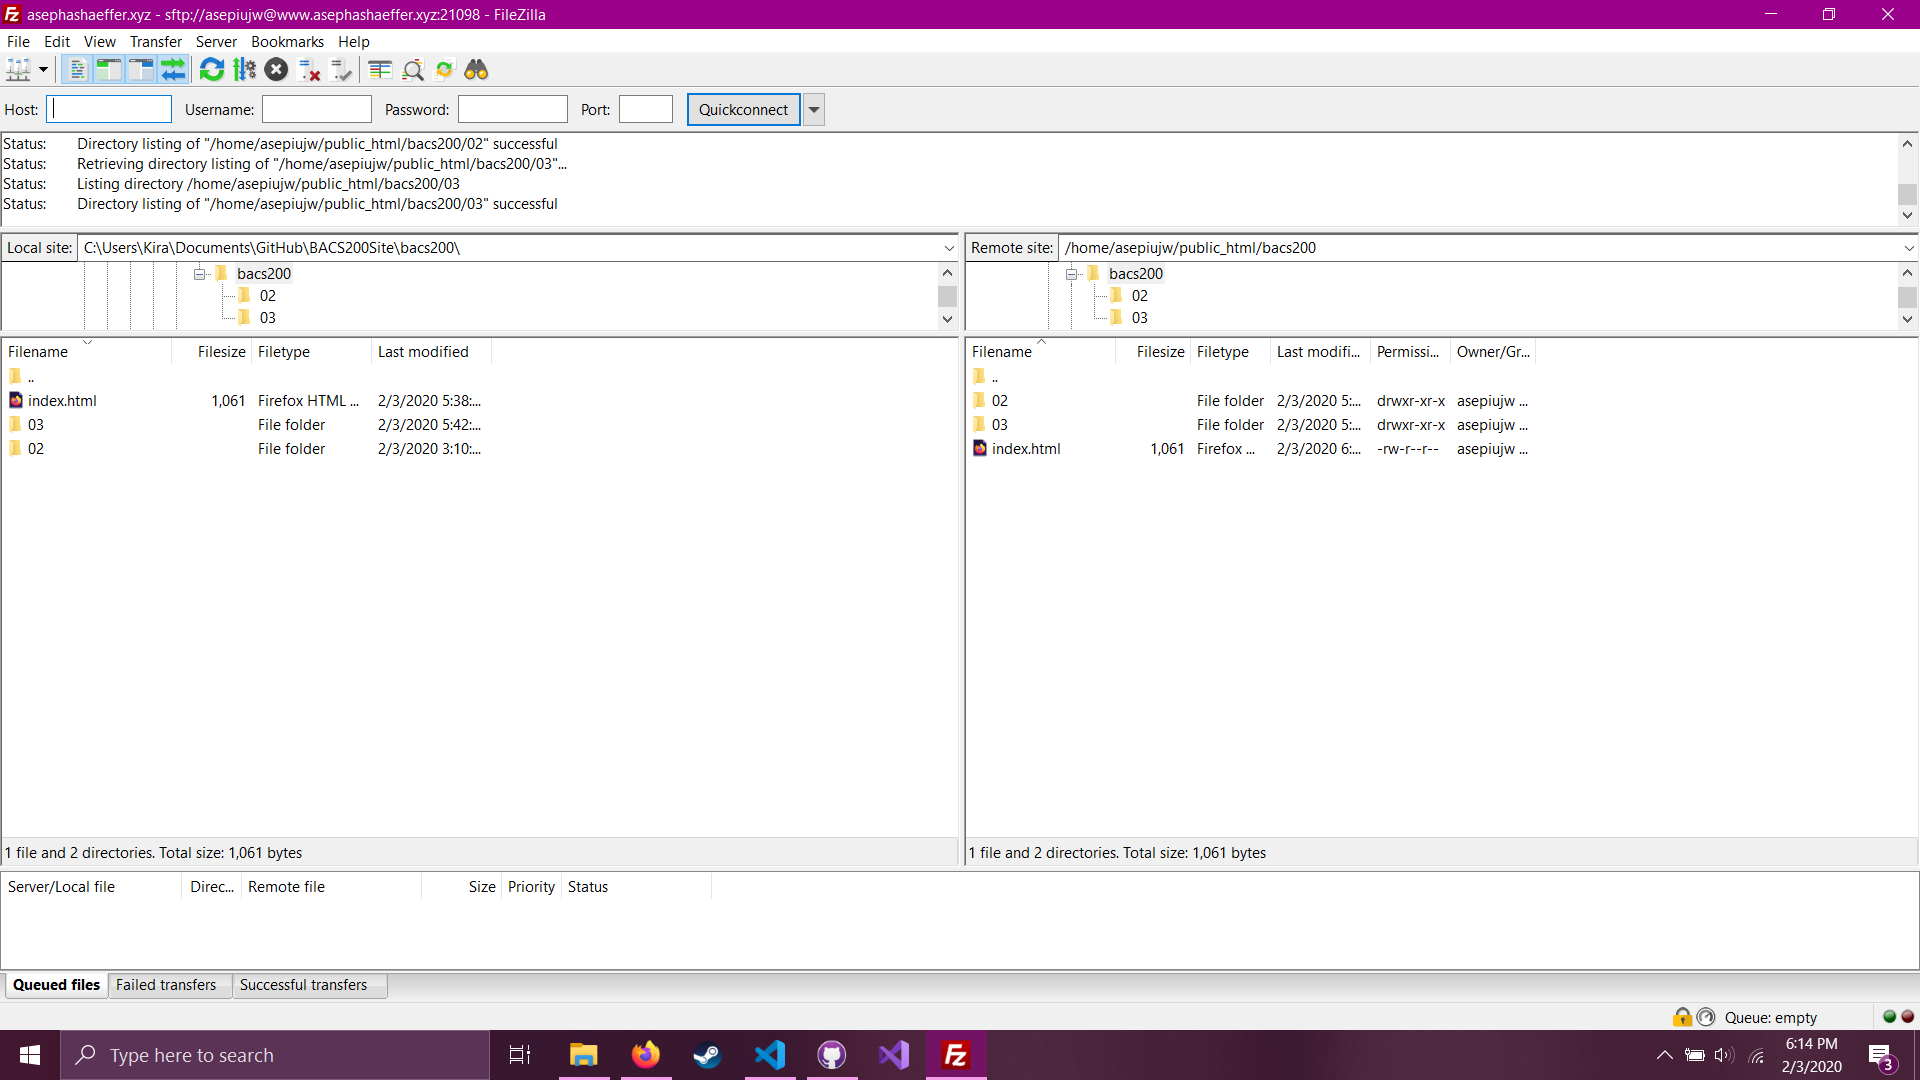 asephashaeffer.xyz - sftp://asepiujw@www.asephashaeffer.xyz:21098 - FileZilla
File Edit View Transfer Server Bookmarks Help
Host: Username: Password: Port: Quickconnect
Status: Directory listing of "/home/asepiujw/public_html/bacs200/02" successful
Status: Retrieving directory listing of "/home/asepiujw/public_html/bacs200/03"...
Status: Listing directory /home/asepiujw/public_html/bacs200/03
Status: Directory listing of "/home/asepiujw/public_html/bacs200/03" successful
Local site: C:\Users\Kira\Documents\GitHub\BACS200Site\bacs200\
bacs200
02
03
Filename Filesize Filetype Last modified
..
index.html 1,061 Firefox HTML ... 2/3/2020 5:38:...
03 File folder 2/3/2020 5:42:...
02 File folder 2/3/2020 3:10:...
1 file and 2 directories. Total size: 1,061 bytes
Remote site: /home/asepiujw/public_html/bacs200
bacs200
02
03
Filename Filesize Filetype Last modifi... Permissi... Owner/Gr...
..
02 File folder 2/3/2020 5:... drwxr-xr-x asepiujw ...
03 File folder 2/3/2020 5:... drwxr-xr-x asepiujw ...
index.html 1,061 Firefox ... 2/3/2020 6:... -rw-r--r-- asepiujw ...
1 file and 2 directories. Total size: 1,061 bytes
Server/Local file Direc... Remote file Size Priority Status
Queued files Failed transfers Successful transfers
Queue: empty
Type here to search
6:14 PM
2/3/2020
3